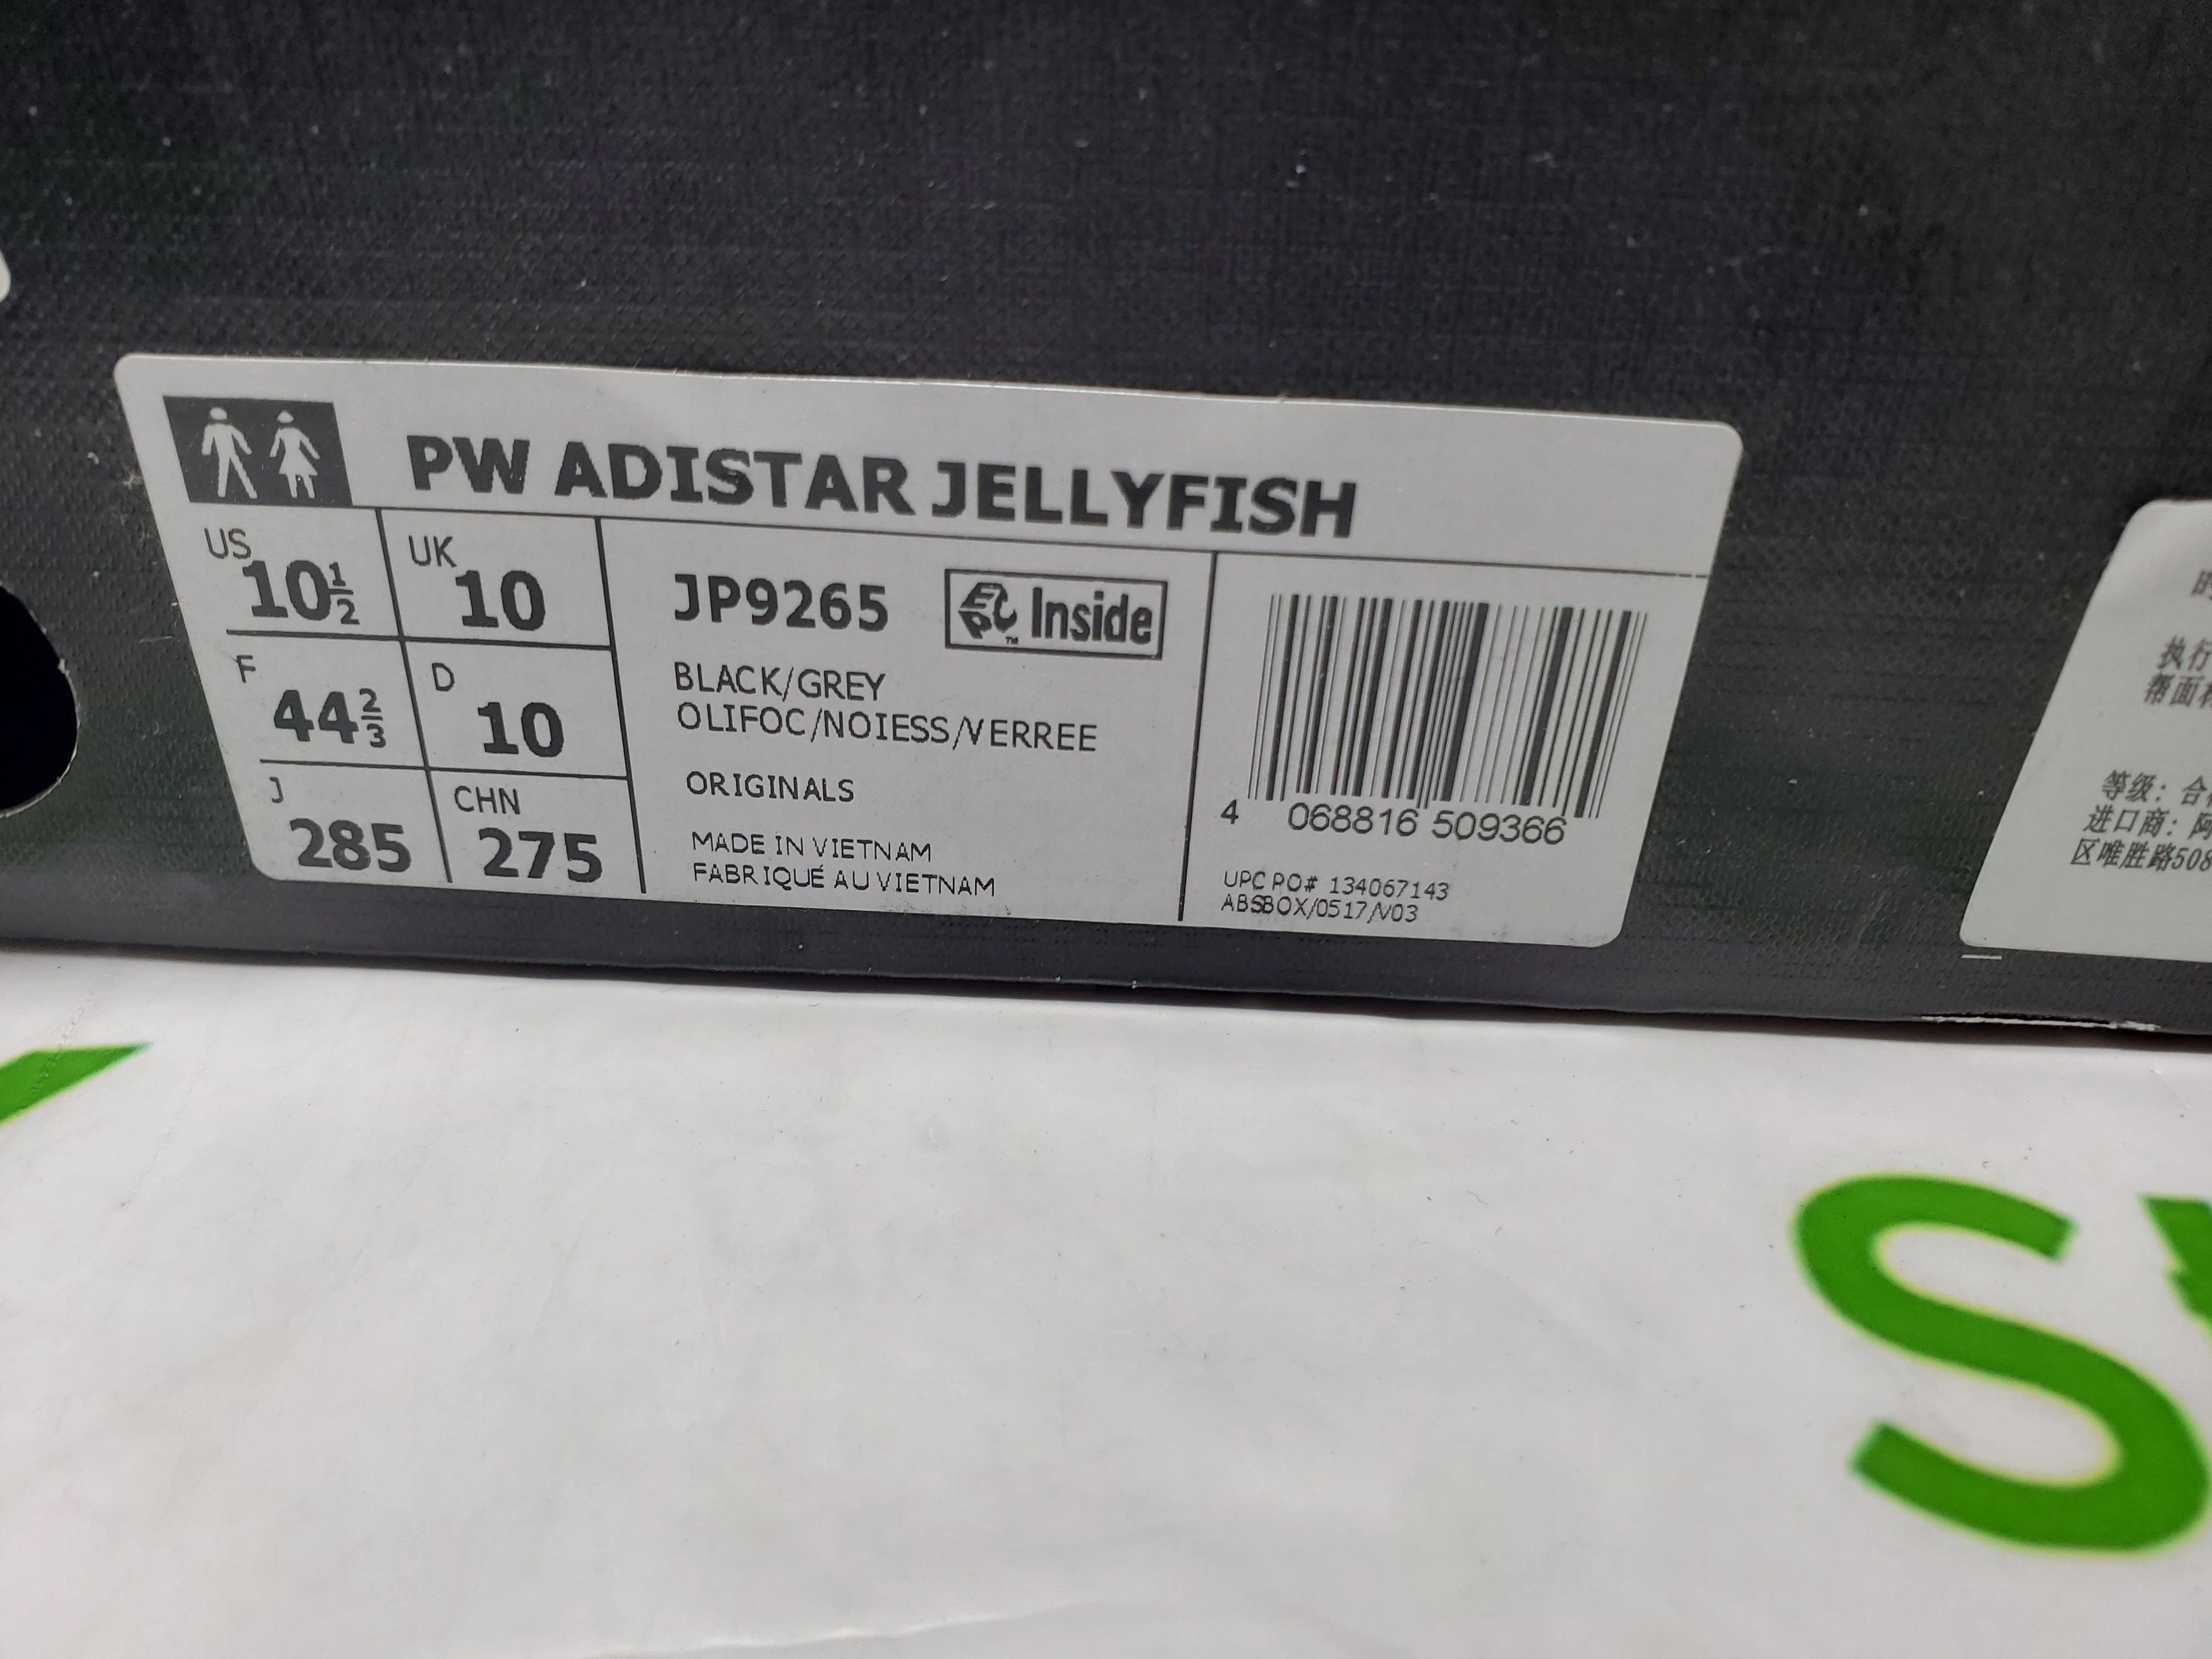 PW ADISTAR JELLYFISH
US 10½
UK 10
F 44⅔
D 10
J 285
CHN 275
JP9265
EPC™ Inside
BLACK/GREY
OLIFOC/NOIESS/VERREE
ORIGINALS
MADE IN VIETNAM
FABRIQUÉ AU VIETNAM
4 068816 509366
UPC PO# 134067143
ABSBOX/0517/V03
执行
帮面材
等级：合
进口商：阿
区唯胜路508
S